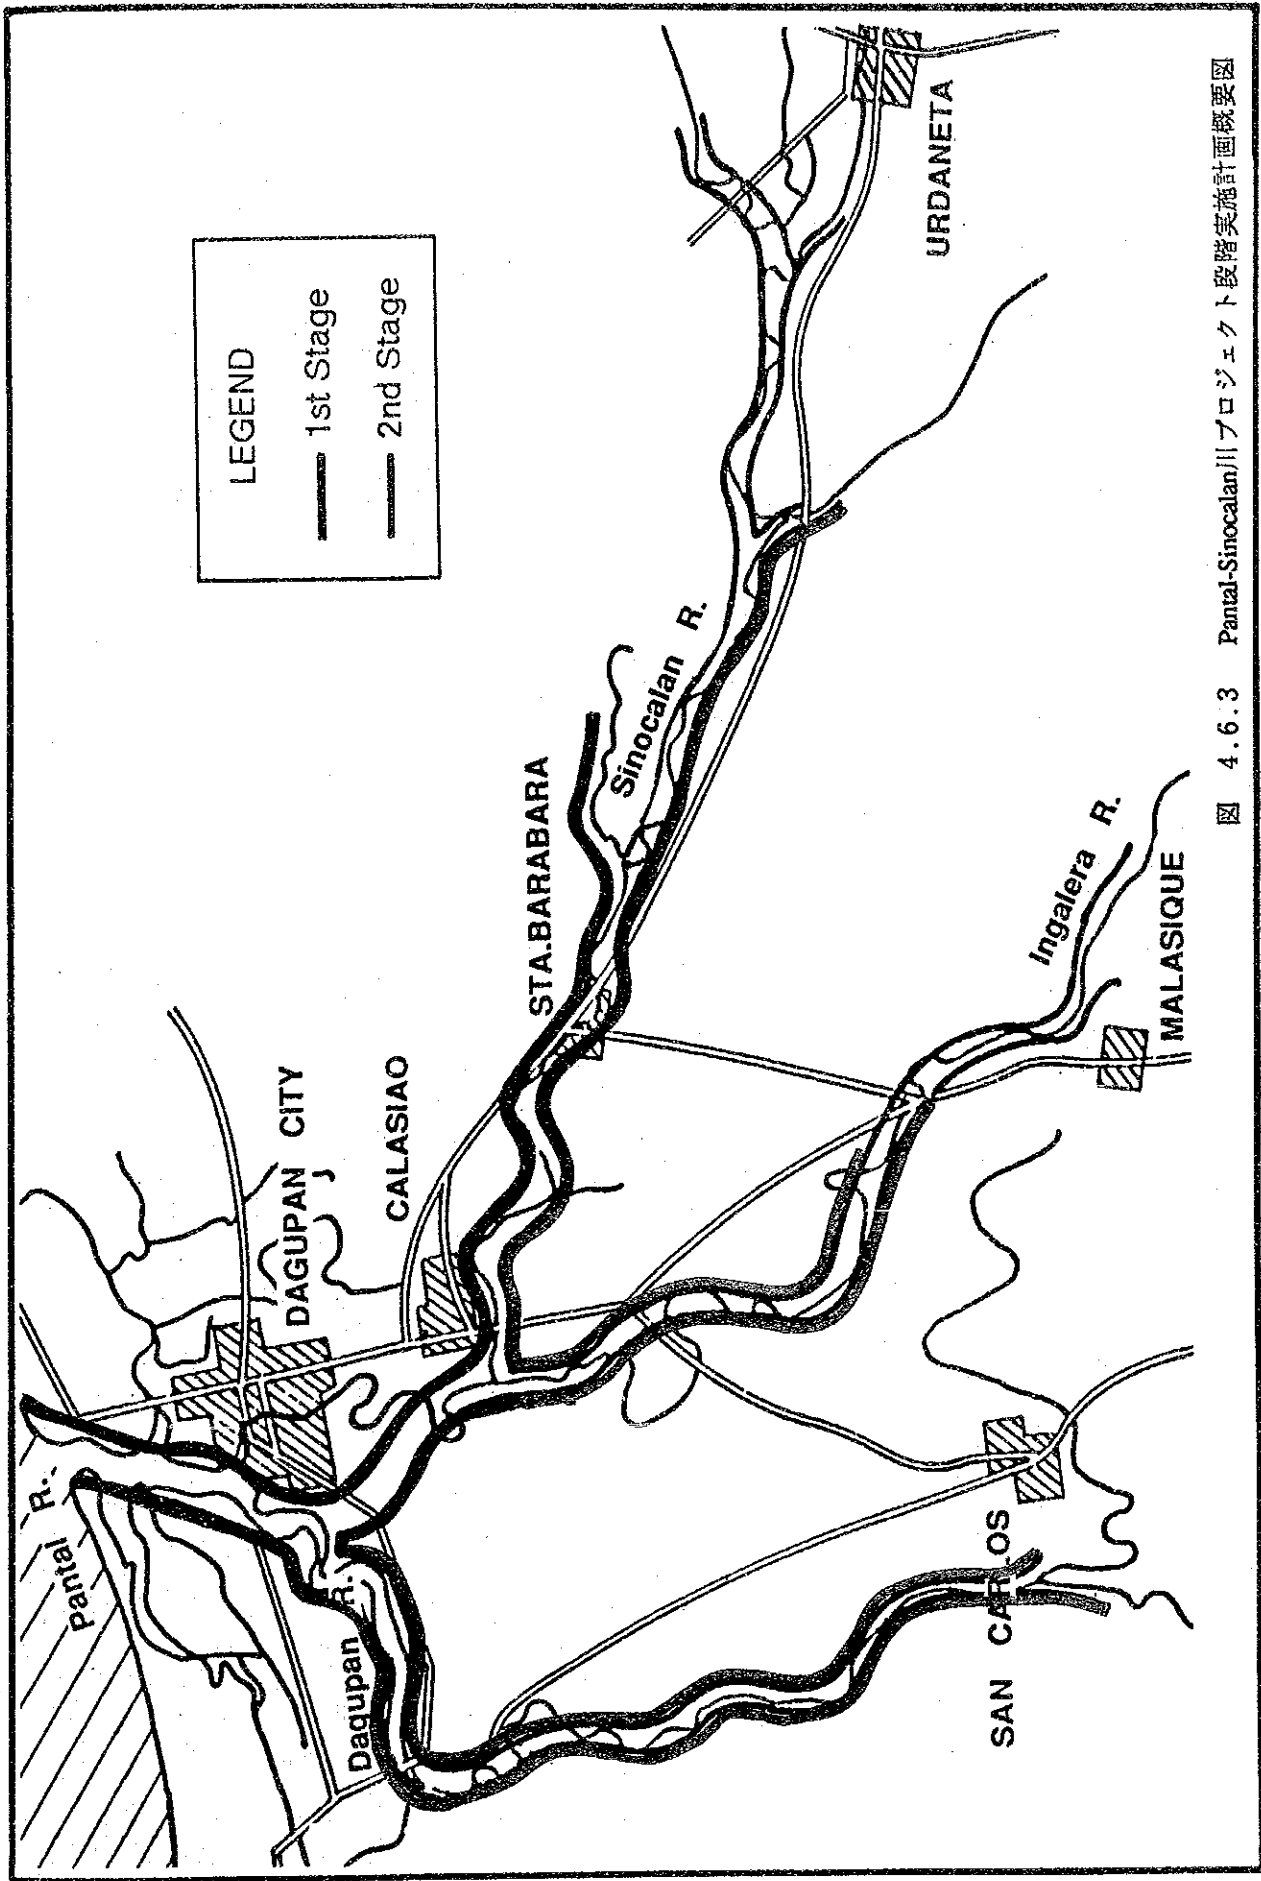 LEGEND
1st Stage
2nd Stage
Pantal R.
DAGUPAN CITY
CALASIAO
STA.BARABARA
Sinocalan R.
URDANETA
Daqupan R.
Ingalera R.
MALASIQUE
SAN CARLOS
図 4.6.3 Pantal-Sinocalan川プロジェクト段階実施計画概要図